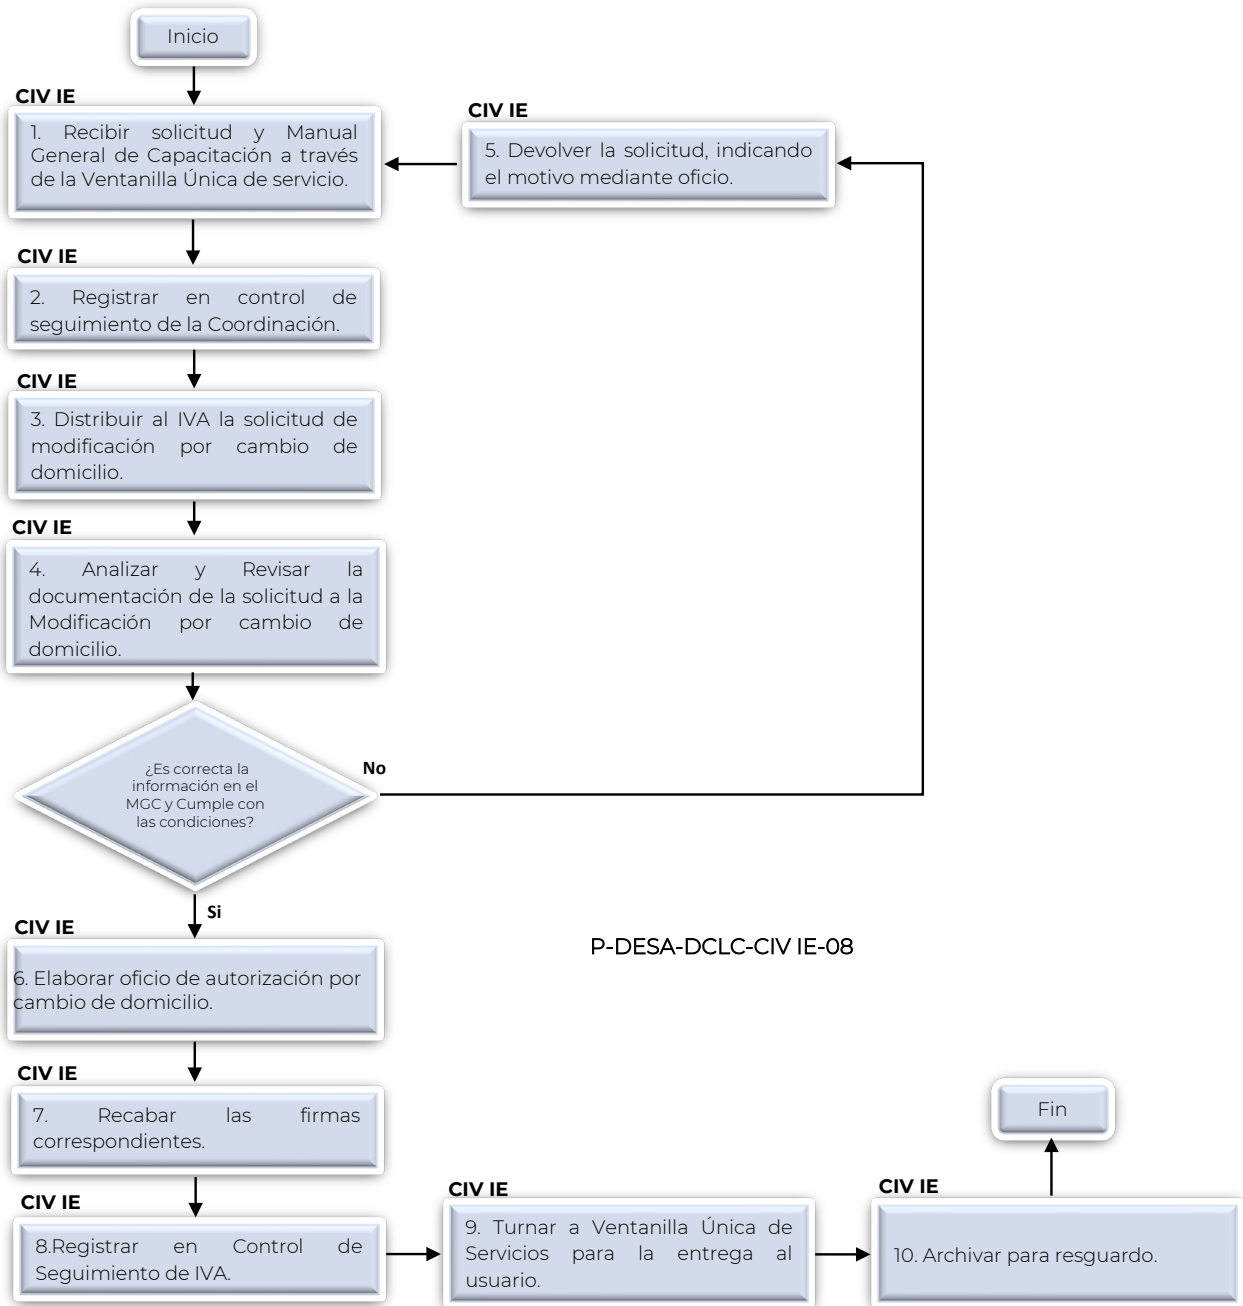 Inicio
CIV IE
1. Recibir solicitud y Manual
General de Capacitación a través
de la Ventanilla Única de servicio.
CIV IE
5. Devolver la solicitud, indicando
el motivo mediante oficio.
CIV IE
2. Registrar en control de
seguimiento de la Coordinación.
CIV IE
3. Distribuir al IVA la solicitud de
modificación por cambio de
domicilio.
CIV IE
4. Analizar y Revisar la
documentación de la solicitud a la
Modificación por cambio de
domicilio.
¿Es correcta la
información en el
MGC y Cumple con
las condiciones?
No
Si
CIV IE
6. Elaborar oficio de autorización por
cambio de domicilio.
P-DESA-DCLC-CIV IE-08
CIV IE
7. Recabar las firmas
correspondientes.
CIV IE
8.Registrar en Control de
Seguimiento de IVA.
CIV IE
9. Turnar a Ventanilla Única de
Servicios para la entrega al
usuario.
CIV IE
10. Archivar para resguardo.
Fin